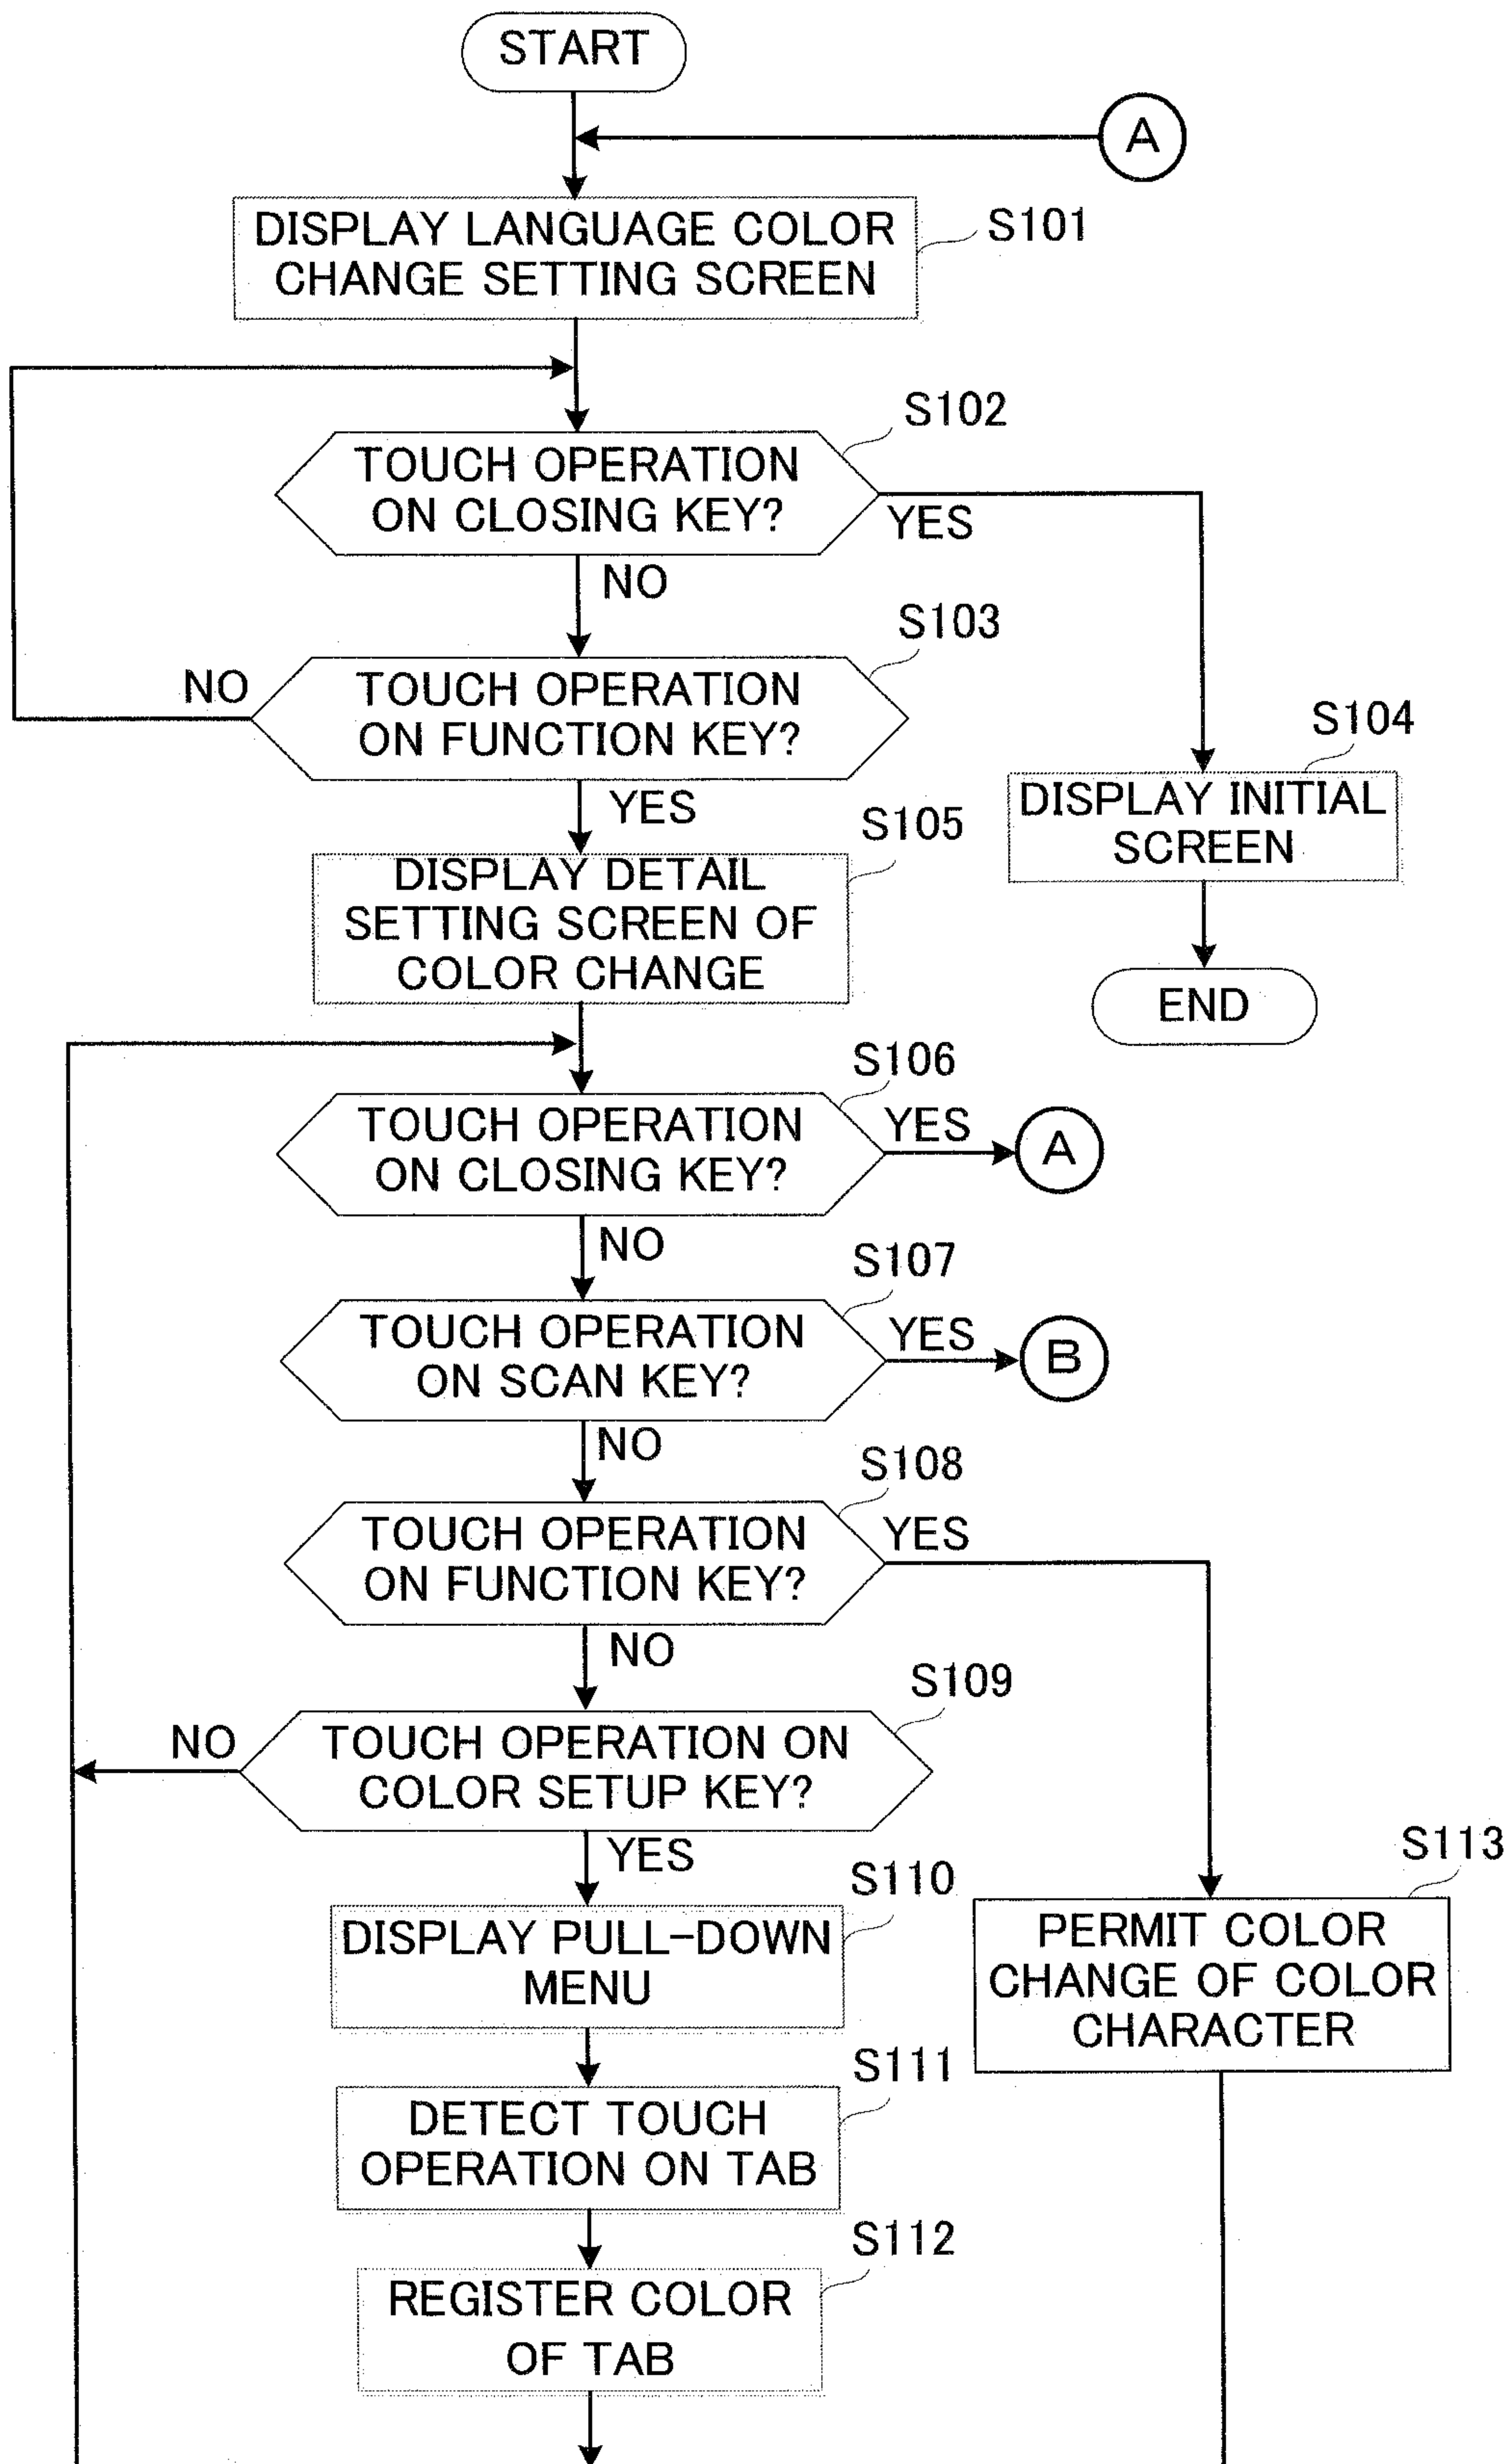 START
A
DISPLAY LANGUAGE COLOR
CHANGE SETTING SCREEN
S101
S102
TOUCH OPERATION
ON CLOSING KEY?
YES
NO
S103
NO
TOUCH OPERATION
ON FUNCTION KEY?
YES
S104
DISPLAY INITIAL
SCREEN
END
S105
DISPLAY DETAIL
SETTING SCREEN OF
COLOR CHANGE
S106
TOUCH OPERATION
ON CLOSING KEY?
YES
A
NO
S107
TOUCH OPERATION
ON SCAN KEY?
YES
B
NO
S108
TOUCH OPERATION
ON FUNCTION KEY?
YES
NO
S109
NO
TOUCH OPERATION ON
COLOR SETUP KEY?
YES
S110
DISPLAY PULL-DOWN
MENU
S113
PERMIT COLOR
CHANGE OF COLOR
CHARACTER
S111
DETECT TOUCH
OPERATION ON TAB
S112
REGISTER COLOR
OF TAB